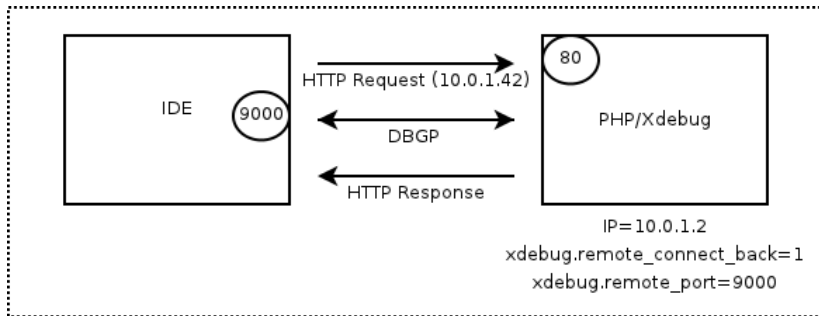 IDE
9000
HTTP Request (10.0.1.42)
DBGP
HTTP Response
80
PHP/Xdebug
IP=10.0.1.2
xdebug.remote_connect_back=1
xdebug.remote_port=9000